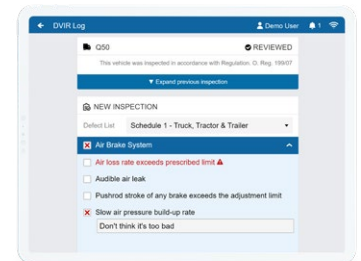 DVIR Log
Demo User 1
Q50 REVIEWED
This vehicle was inspected in accordance with Regulation. O. Reg. 199/07
Expand previous inspection
NEW INSPECTION
Defect List Schedule 1 - Truck, Tractor & Trailer
Air Brake System
Air loss rate exceeds prescribed limit
Audible air leak
Pushrod stroke of any brake exceeds the adjustment limit
Slow air pressure build-up rate
Don't think it's too bad